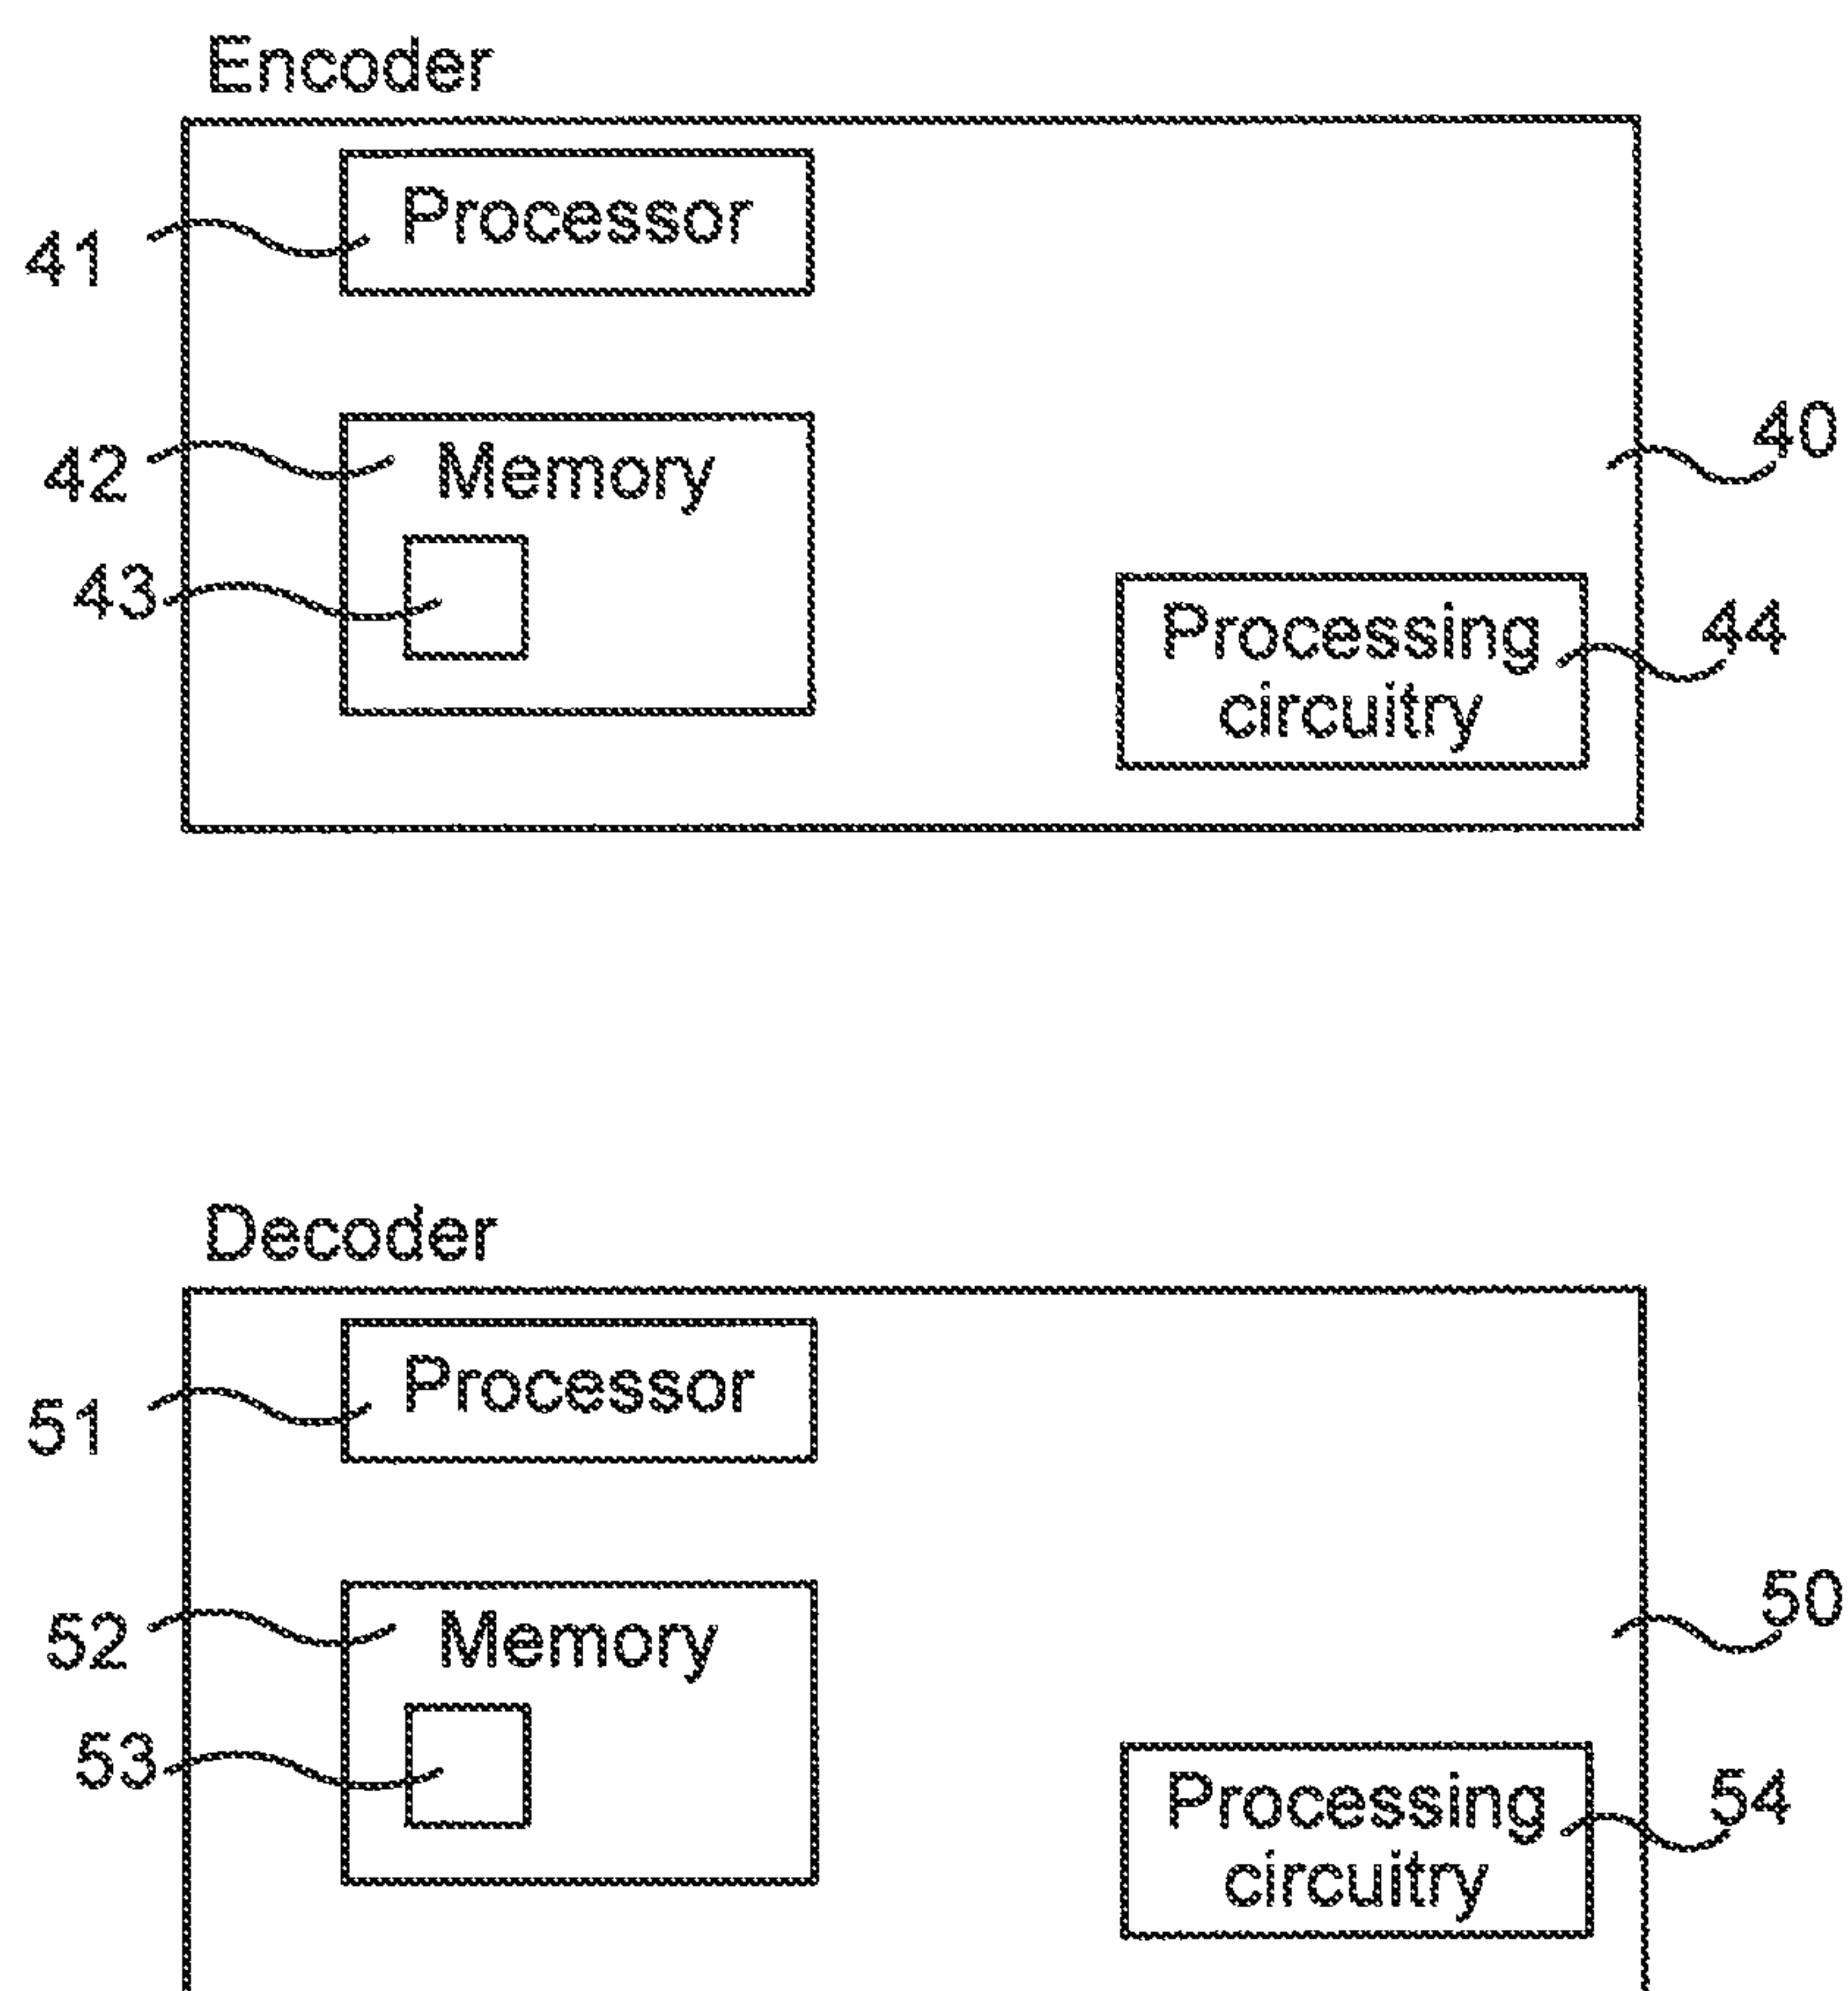 Encoder
Processor
41
40
42
Memory
43
Processing
44
circuitry
Decoder
Processor
51
50
52
Memory
53
Processing
54
circuitry